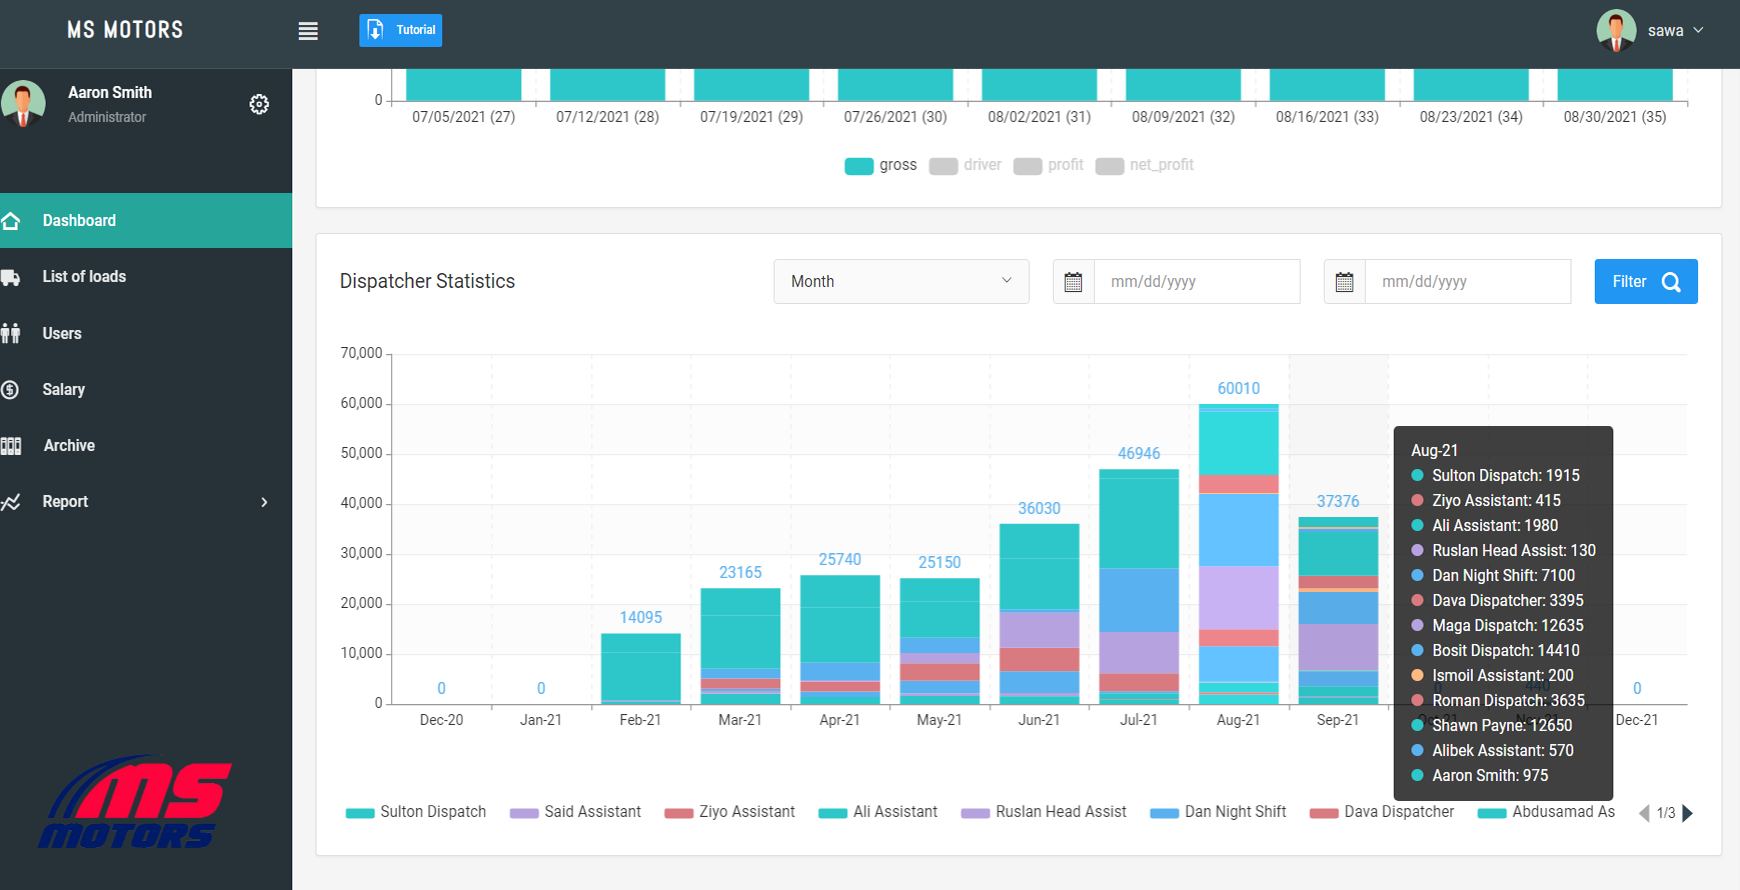 MS MOTORS
Tutorial
sawa
Aaron Smith
Administrator
Dashboard
List of loads
Users
Salary
Archive
Report
MS
MOTORS
0
07/05/2021 (27) 07/12/2021 (28) 07/19/2021 (29) 07/26/2021 (30) 08/02/2021 (31) 08/09/2021 (32) 08/16/2021 (33) 08/23/2021 (34) 08/30/2021 (35)
gross driver profit net_profit
Dispatcher Statistics Month mm/dd/yyyy mm/dd/yyyy Filter
70,000
60,000
50,000
40,000
30,000
20,000
10,000
0
0 0 14095 23165 25740 25150 36030 46946 60010 37376 0 440 0
Dec-20 Jan-21 Feb-21 Mar-21 Apr-21 May-21 Jun-21 Jul-21 Aug-21 Sep-21 Dec-21
Aug-21
Sulton Dispatch: 1915
Ziyo Assistant: 415
Ali Assistant: 1980
Ruslan Head Assist: 130
Dan Night Shift: 7100
Dava Dispatcher: 3395
Maga Dispatch: 12635
Bosit Dispatch: 14410
Ismoil Assistant: 200
Roman Dispatch: 3635
Shawn Payne: 12650
Alibek Assistant: 570
Aaron Smith: 975
Sulton Dispatch Said Assistant Ziyo Assistant Ali Assistant Ruslan Head Assist Dan Night Shift Dava Dispatcher Abdusamad As 1/3